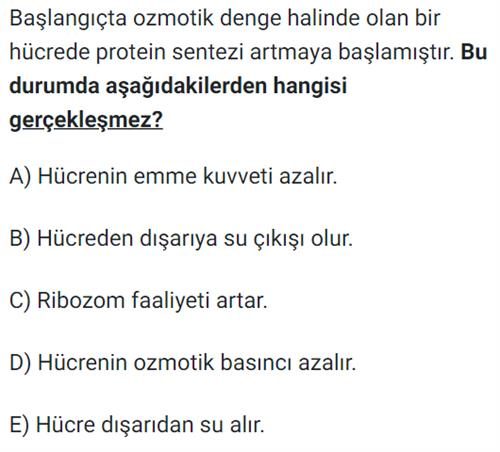 Başlangıçta ozmotik denge halinde olan bir
hücrede protein sentezi artmaya başlamıştır. Bu
durumda aşağıdakilerden hangisi
gerçekleşmez?
A) Hücrenin emme kuvveti azalır.
B) Hücreden dışarıya su çıkışı olur.
C) Ribozom faaliyeti artar.
D) Hücrenin ozmotik basıncı azalır.
E) Hücre dışarıdan su alır.